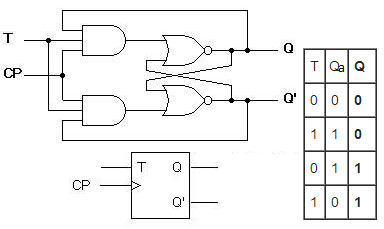 T
CP
Q
Q'
T Qa Q
0 0 0
1 1 0
0 1 1
1 0 1
T Q
CP
Q'